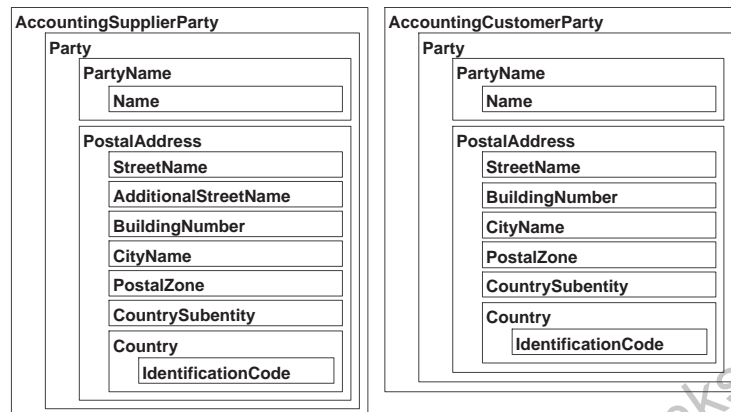 AccountingSupplierParty
Party
PartyName
Name
PostalAddress
StreetName
AdditionalStreetName
BuildingNumber
CityName
PostalZone
CountrySubentity
Country
IdentificationCode
AccountingCustomerParty
Party
PartyName
Name
PostalAddress
StreetName
BuildingNumber
CityName
PostalZone
CountrySubentity
Country
IdentificationCode